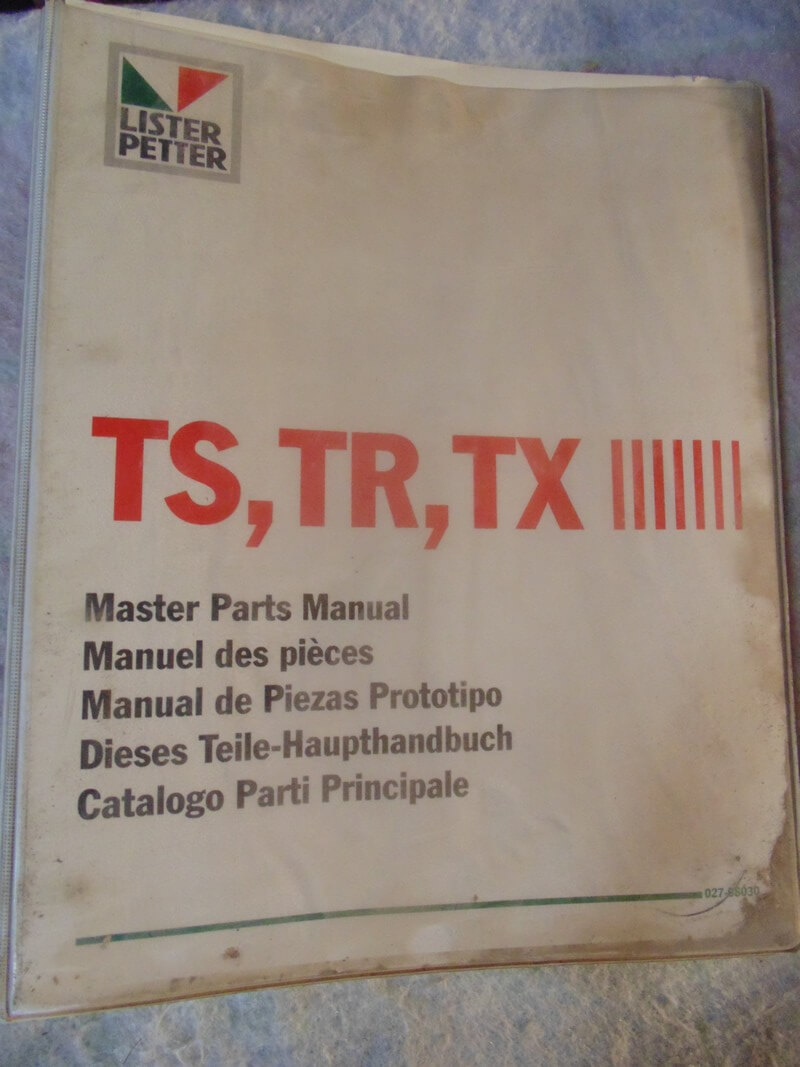 LISTER
PETTER
TS, TR, TX
Master Parts Manual
Manuel des pièces
Manual de Piezas Prototipo
Dieses Teile-Haupthandbuch
Catalogo Parti Principale